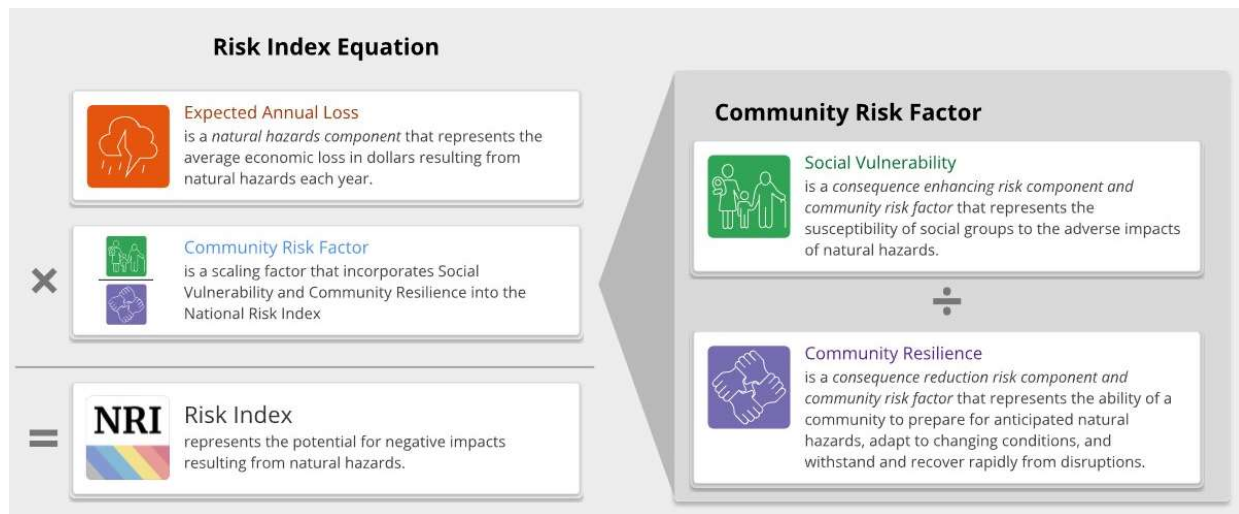 Risk Index Equation
Expected Annual Loss
is a natural hazards component that represents the
average economic loss in dollars resulting from
natural hazards each year.
×
Community Risk Factor
is a scaling factor that incorporates Social
Vulnerability and Community Resilience into the
National Risk Index
=
NRI
Risk Index
represents the potential for negative impacts
resulting from natural hazards.
Community Risk Factor
Social Vulnerability
is a consequence enhancing risk component and
community risk factor that represents the
susceptibility of social groups to the adverse impacts
of natural hazards.
÷
Community Resilience
is a consequence reduction risk component and
community risk factor that represents the ability of a
community to prepare for anticipated natural
hazards, adapt to changing conditions, and
withstand and recover rapidly from disruptions.